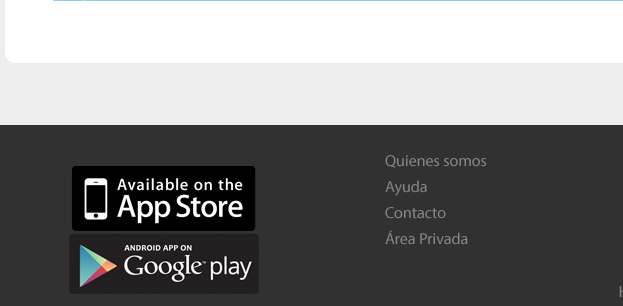 Available on the
App Store
ANDROID APP ON
Google play
Quienes somos
Ayuda
Contacto
Área Privada